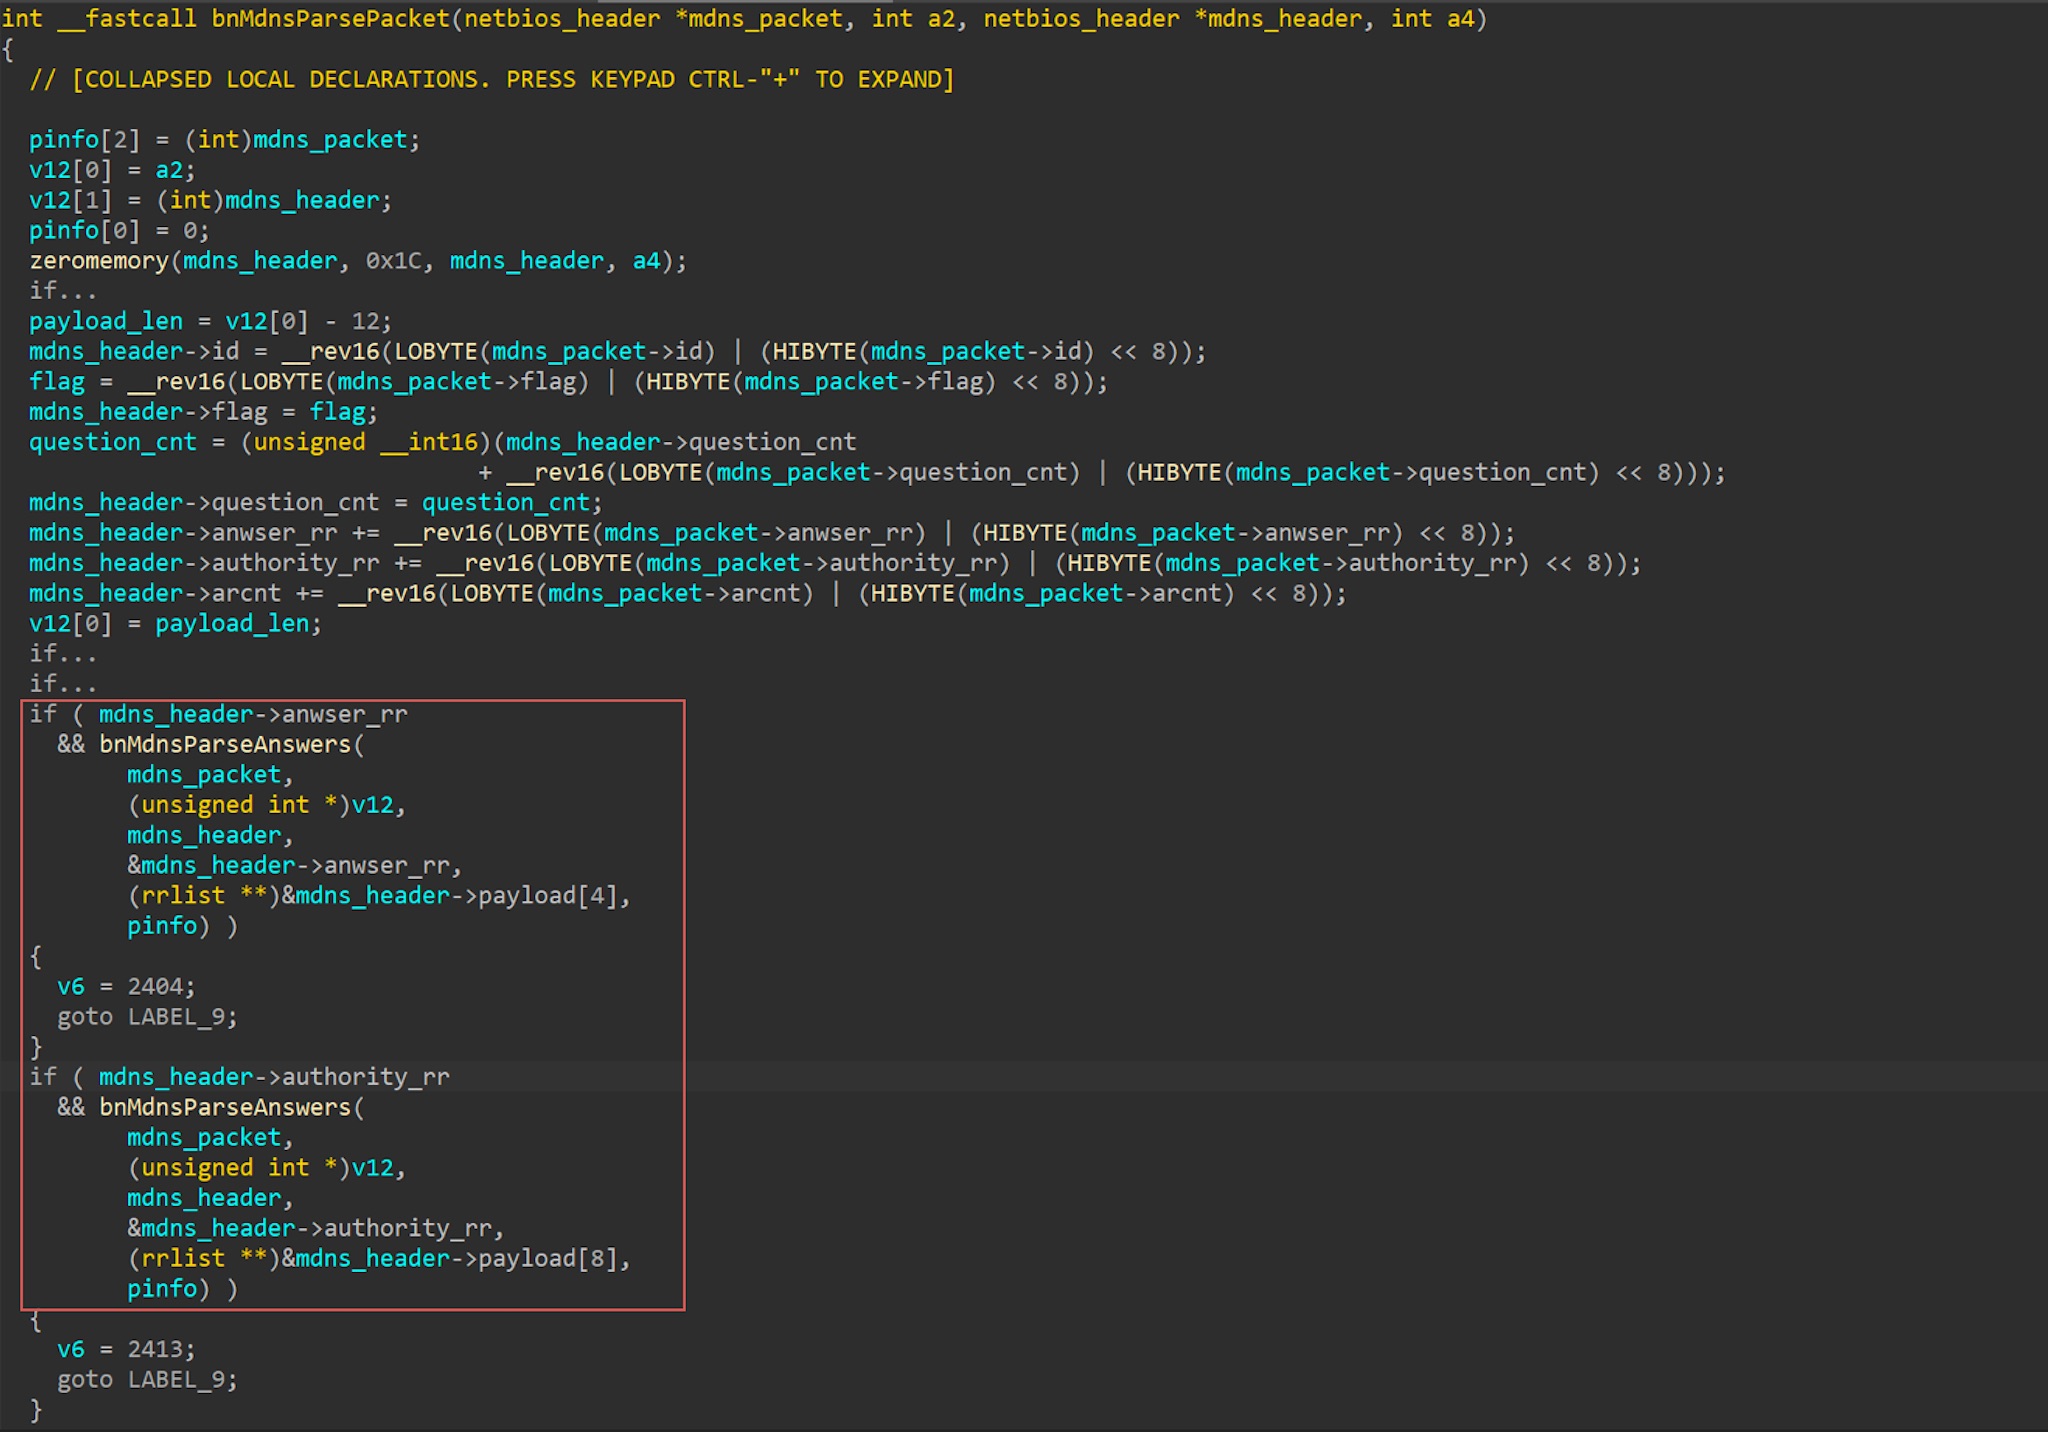 int __fastcall bnMdnsParsePacket(netbios_header *mdns_packet, int a2, netbios_header *mdns_header, int a4)
{
  // [COLLAPSED LOCAL DECLARATIONS. PRESS KEYPAD CTRL-"+" TO EXPAND]

  pinfo[2] = (int)mdns_packet;
  v12[0] = a2;
  v12[1] = (int)mdns_header;
  pinfo[0] = 0;
  zeromemory(mdns_header, 0x1C, mdns_header, a4);
  if...
  payload_len = v12[0] - 12;
  mdns_header->id = __rev16(LOBYTE(mdns_packet->id) | (HIBYTE(mdns_packet->id) << 8));
  flag = __rev16(LOBYTE(mdns_packet->flag) | (HIBYTE(mdns_packet->flag) << 8));
  mdns_header->flag = flag;
  question_cnt = (unsigned __int16)(mdns_header->question_cnt
                                  + __rev16(LOBYTE(mdns_packet->question_cnt) | (HIBYTE(mdns_packet->question_cnt) << 8)));
  mdns_header->question_cnt = question_cnt;
  mdns_header->anwser_rr += __rev16(LOBYTE(mdns_packet->anwser_rr) | (HIBYTE(mdns_packet->anwser_rr) << 8));
  mdns_header->authority_rr += __rev16(LOBYTE(mdns_packet->authority_rr) | (HIBYTE(mdns_packet->authority_rr) << 8));
  mdns_header->arcnt += __rev16(LOBYTE(mdns_packet->arcnt) | (HIBYTE(mdns_packet->arcnt) << 8));
  v12[0] = payload_len;
  if...
  if...
  if ( mdns_header->anwser_rr
    && bnMdnsParseAnswers(
         mdns_packet,
         (unsigned int *)v12,
         mdns_header,
         &mdns_header->anwser_rr,
         (rrlist **)&mdns_header->payload[4],
         pinfo) )
  {
    v6 = 2404;
    goto LABEL_9;
  }
  if ( mdns_header->authority_rr
    && bnMdnsParseAnswers(
         mdns_packet,
         (unsigned int *)v12,
         mdns_header,
         &mdns_header->authority_rr,
         (rrlist **)&mdns_header->payload[8],
         pinfo) )
  {
    v6 = 2413;
    goto LABEL_9;
  }